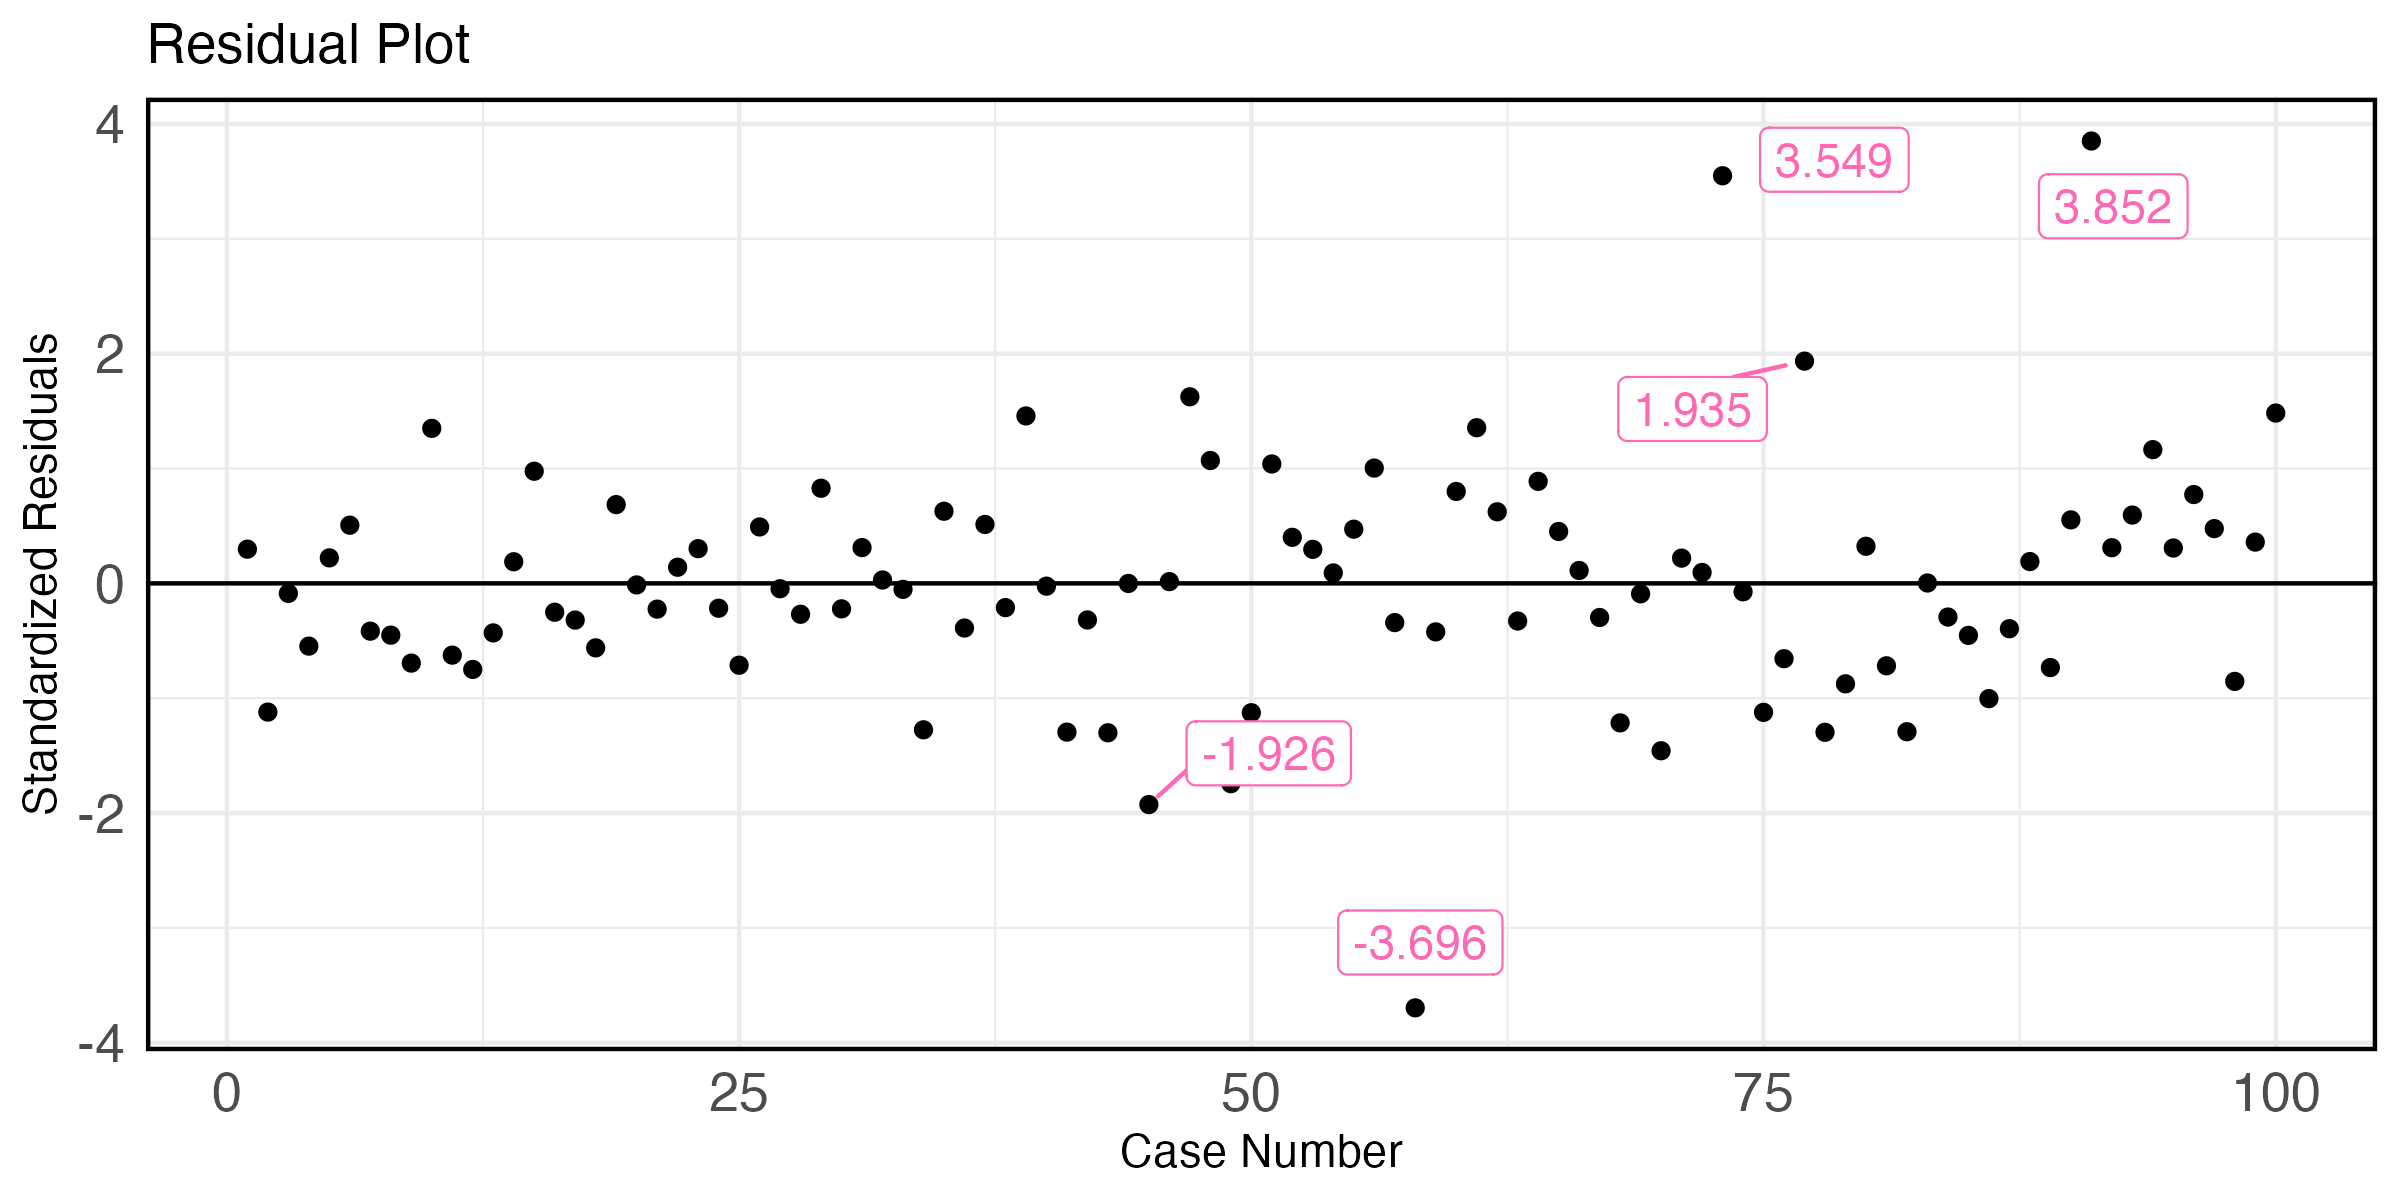 Residual Plot
Standardized Residuals
4
2
0
-2
-4
3.549
3.852
1.935
-1.926
-3.696
0 25 50 75 100
Case Number